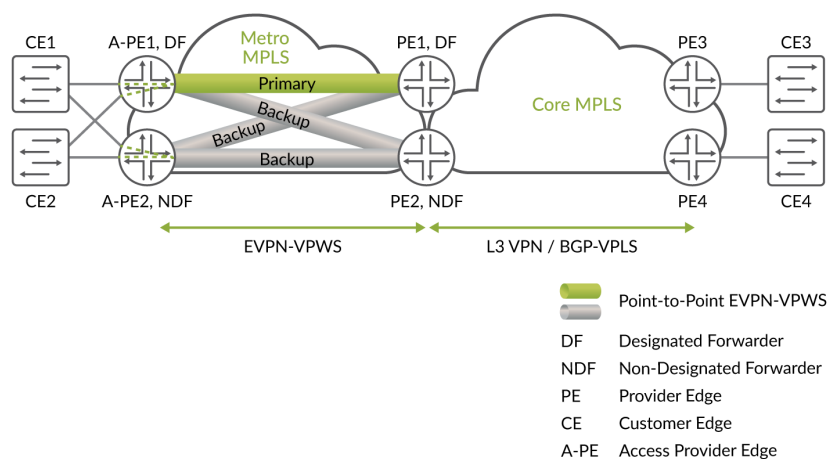 CE1
A-PE1, DF
Metro
MPLS
PE1, DF
PE3
CE3
Primary
Backup
Backup
Backup
Core MPLS
CE2
A-PE2, NDF
PE2, NDF
PE4
CE4
EVPN-VPWS
L3 VPN / BGP-VPLS
Point-to-Point EVPN-VPWS
DF Designated Forwarder
NDF Non-Designated Forwarder
PE Provider Edge
CE Customer Edge
A-PE Access Provider Edge